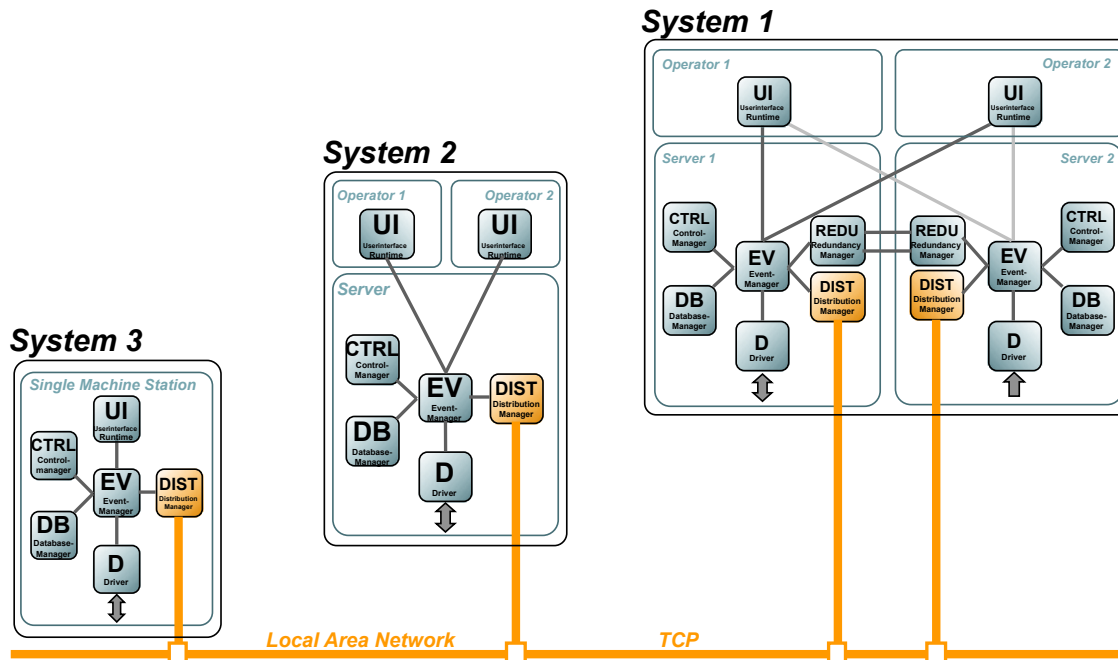 System 1
Operator 1
Operator 2
UI
Userinterface
Runtime
UI
Userinterface
Runtime
Server 1
Server 2
CTRL
Control-
Manager
REDU
Redundancy
Manager
REDU
Redundancy
Manager
CTRL
Control-
Manager
EV
Event-
Manager
EV
Event-
Manager
DB
Database-
Manager
DIST
Distribution
Manager
DIST
Distribution
Manager
DB
Database-
Manager
D
Driver
D
Driver
System 2
Operator 1
Operator 2
UI
Userinterface
Runtime
UI
Userinterface
Runtime
Server
CTRL
Control-
Manager
EV
Event-
Manager
DIST
Distribution
Manager
DB
Database-
Manager
D
Driver
System 3
Single Machine Station
UI
Userinterface
Runtime
CTRL
Control-
manager
EV
Event-
Manager
DIST
Distribution
Manager
DB
Database-
Manager
D
Driver
Local Area Network
TCP